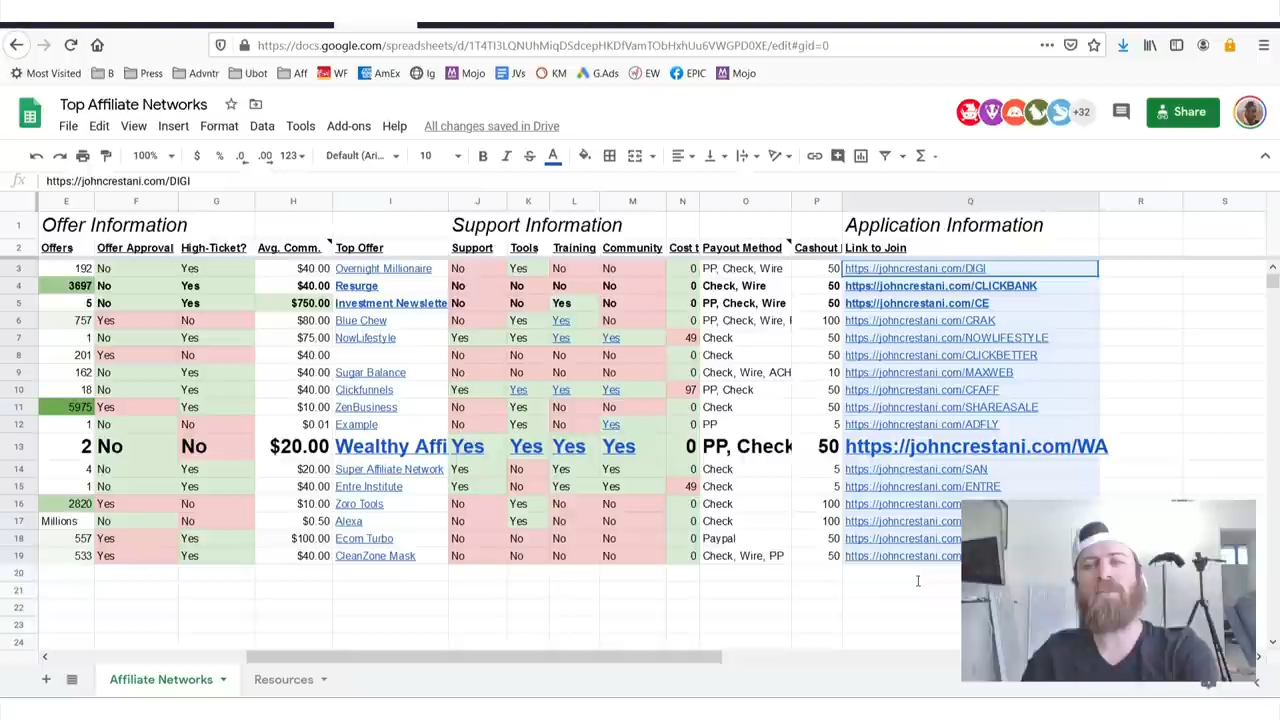 https://docs.google.com/spreadsheets/d/1T4TI3LQNUhMiqDSdcepHKDfVamTObHxhUu6VWGPD0XE/edit#gid=0
Most Visited B Press Advntr Ubot Aff WF AmEx Ig Mojo JVs KM G.Ads EW EPIC Mojo
Top Affiliate Networks
File Edit View Insert Format Data Tools Add-ons Help All changes saved in Drive
+32 Share
100% $ % .0 .00 123 Default (Ari... 10 B I S A
fx https://johncrestani.com/DIGI
E F G H I J K L M N O P Q R S
1 Offer Information Support Information Application Information
2 Offers Offer Approval High-Ticket? Avg. Comm. Top Offer Support Tools Training Community Cost t Payout Method Cashout Link to Join
3 192 No Yes $40.00 Overnight Millionaire No Yes No No 0 PP, Check, Wire 50 https://johncrestani.com/DIGI
4 3697 No Yes $40.00 Resurge No No No No 0 Check, Wire 50 https://johncrestani.com/CLICKBANK
5 5 No Yes $750.00 Investment Newslette No No Yes No 0 PP, Check, Wire 50 https://johncrestani.com/CE
6 757 Yes No $80.00 Blue Chew No Yes Yes No 0 PP, Check, Wire, 100 https://johncrestani.com/CRAK
7 1 No Yes $75.00 NowLifestyle Yes Yes Yes Yes 49 Check 50 https://johncrestani.com/NOWLIFESTYLE
8 201 Yes No $40.00 No No No No 0 Check 50 https://johncrestani.com/CLICKBETTER
9 162 No No $40.00 Sugar Balance No No No No 0 Check, Wire, ACH 10 https://johncrestani.com/MAXWEB
10 18 No Yes $40.00 Clickfunnels Yes Yes Yes Yes 97 PP, Check 50 https://johncrestani.com/CFAFF
11 5975 Yes Yes $10.00 ZenBusiness No Yes No No 0 Check 50 https://johncrestani.com/SHAREASALE
12 1 No No $0.01 Example No Yes No Yes 0 PP 5 https://johncrestani.com/ADFLY
13 2 No No $20.00 Wealthy Affi Yes Yes Yes Yes 0 PP, Check 50 https://johncrestani.com/WA
14 4 No Yes $20.00 Super Affiliate Network Yes No Yes Yes 0 Check 5 https://johncrestani.com/SAN
15 1 No Yes $40.00 Entre Institute Yes No Yes Yes 49 Check 5 https://johncrestani.com/ENTRE
16 2820 Yes No $10.00 Zoro Tools No Yes No No 0 Check 100 https://johncrestani.com
17 Millions No No $0.50 Alexa No Yes No No 0 Check 100 https://johncrestani.com
18 557 Yes Yes $100.00 Ecom Turbo No No No No 0 Paypal 50 https://johncrestani.com
19 533 Yes Yes $40.00 CleanZone Mask No No No No 0 Check, Wire, PP 50 https://johncrestani.com
20
21
22
23
24
Affiliate Networks Resources